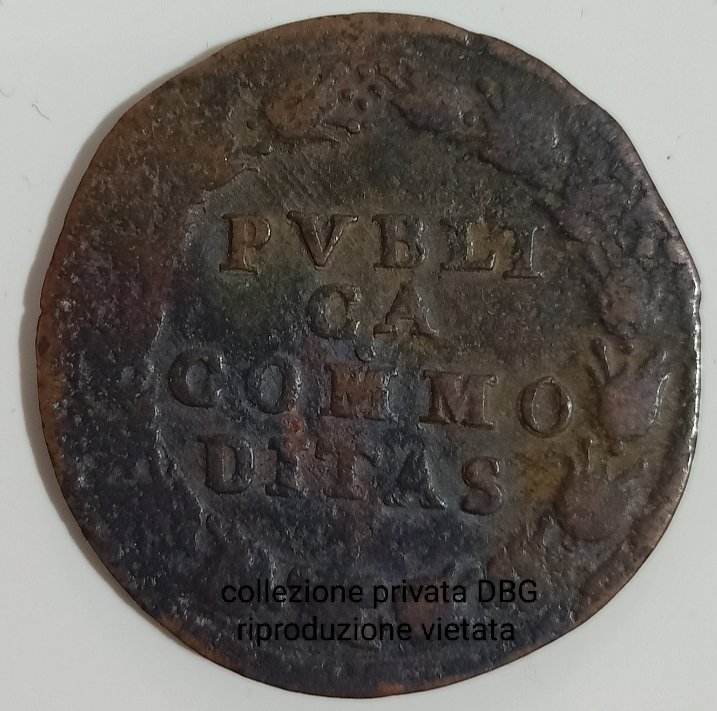 PVBLI
CA
COMMO
DITAS
collezione privata DBG
riproduzione vietata